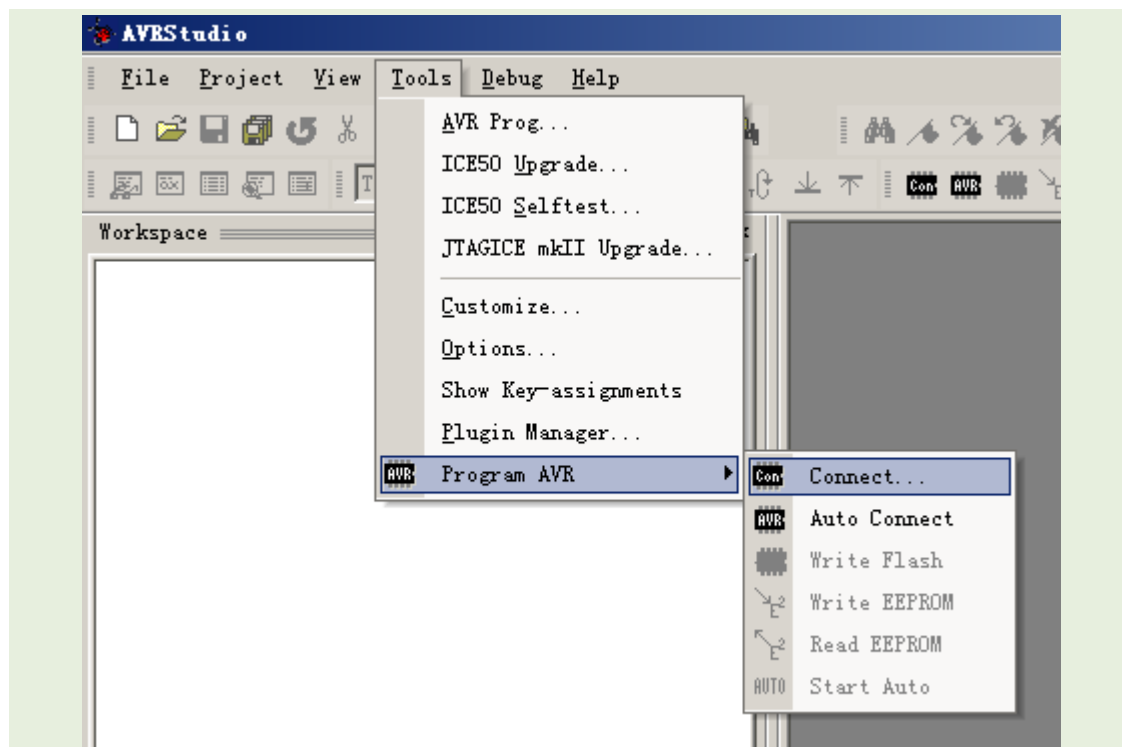 AVRStudio
File Project View Tools Debug Help
AVR Prog...
ICE50 Upgrade...
ICE50 Selftest...
JTAGICE mkII Upgrade...
Workspace
Customize...
Options...
Show Key-assignments
Plugin Manager...
AVR Program AVR
Con Connect...
AVR Auto Connect
Write Flash
Write EEPROM
Read EEPROM
AUTO Start Auto
Con AVR